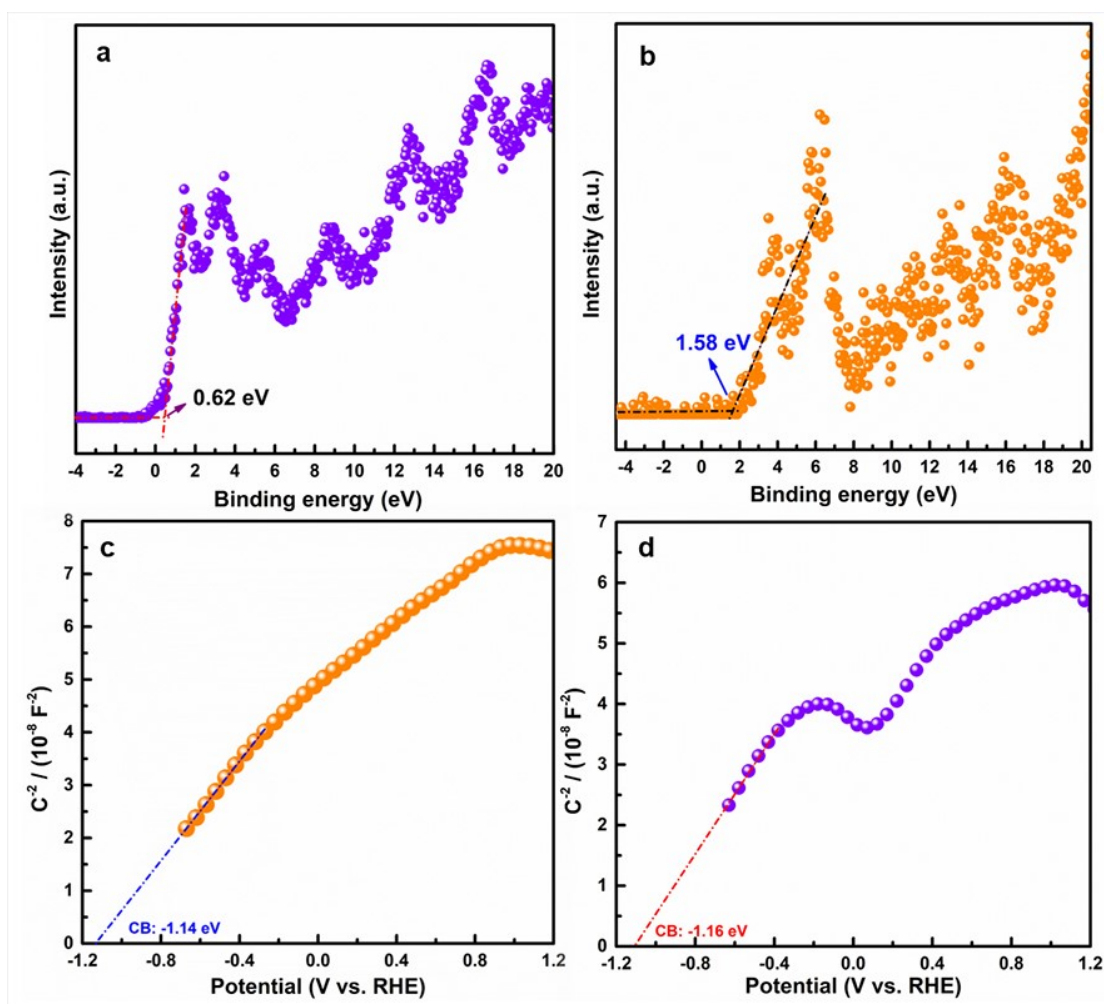 a
Intensity (a.u.)
0.62 eV
-4 -2 0 2 4 6 8 10 12 14 16 18 20
Binding energy (eV)
b
Intensity (a.u.)
1.58 eV
-4 -2 0 2 4 6 8 10 12 14 16 18 20
Binding energy (eV)
c
C⁻² / (10⁻⁸ F⁻²)
8
7
6
5
4
3
2
1
0
CB: -1.14 eV
-1.2 -0.8 -0.4 0.0 0.4 0.8 1.2
Potential (V vs. RHE)
d
C⁻² / (10⁻⁸ F⁻²)
7
6
5
4
3
2
1
0
CB: -1.16 eV
-1.2 -0.8 -0.4 0.0 0.4 0.8 1.2
Potential (V vs. RHE)